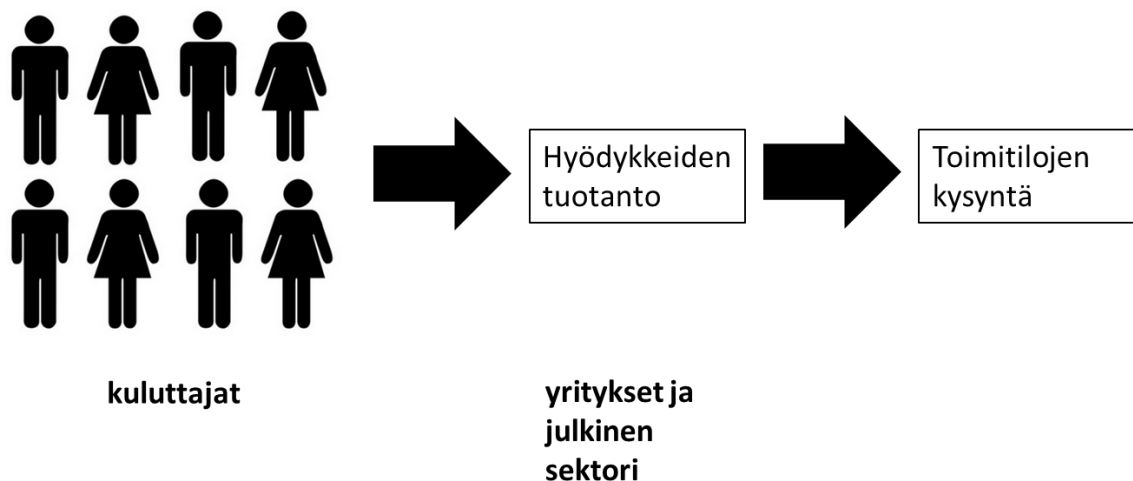 Hyödykkeiden
tuotanto
Toimitilojen
kysyntä
kuluttajat
yritykset ja
julkinen
sektori